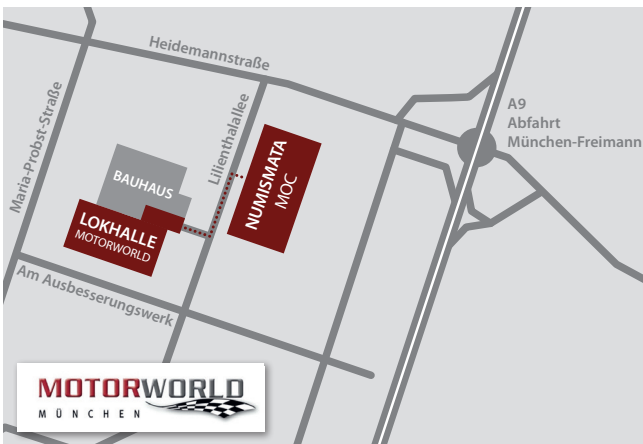 Heidemannstraße
A9
Abfahrt
München-Freimann
Maria-Probst-Straße
Lilienthalallee
NUMISMATA
MOC
BAUHAUS
LOKHALLE
MOTORWORLD
Am Ausbesserungswerk
MOTORWORLD
MÜNCHEN